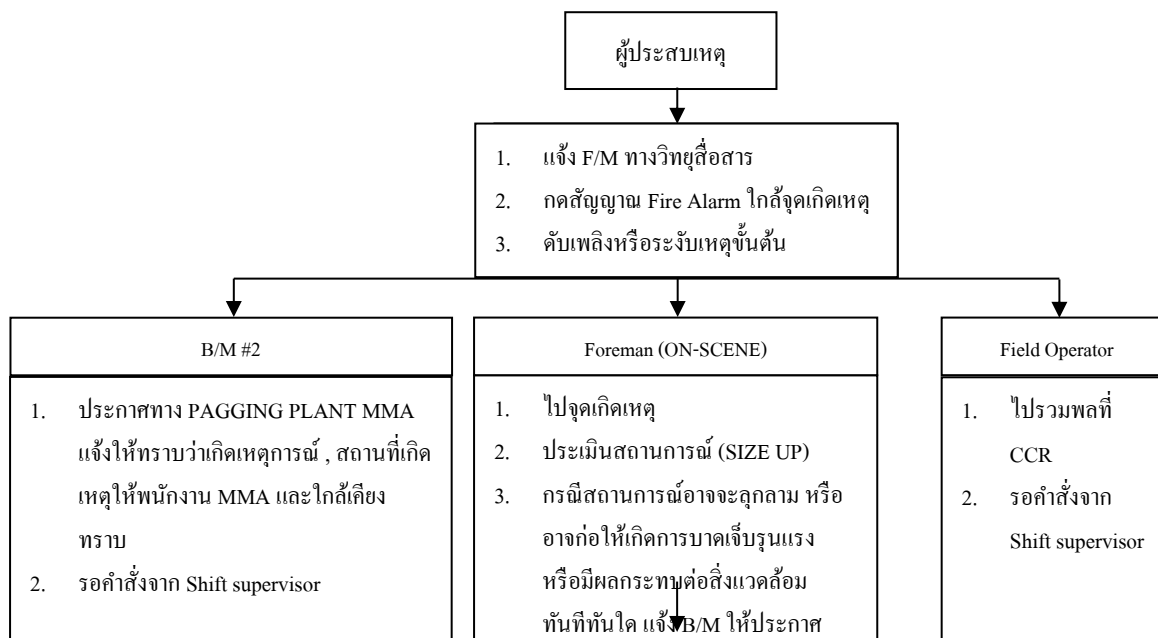 ผู้ประสบเหตุ
1. แจ้ง F/M ทางวิทยุสื่อสาร
2. กดสัญญาณ Fire Alarm ใกล้จุดเกิดเหตุ
3. ดับเพลิงหรือระงับเหตุขั้นต้น
B/M #2
1. ประกาศทาง PAGGING PLANT MMA
แจ้งให้ทราบว่าเกิดเหตุการณ์ , สถานที่เกิด
เหตุให้พนักงาน MMA และใกล้เคียง
ทราบ
2. รอคำสั่งจาก Shift supervisor
Foreman (ON-SCENE)
1. ไปจุดเกิดเหตุ
2. ประเมินสถานการณ์ (SIZE UP)
3. กรณีสถานการณ์อาจจะลุกลาม หรือ
อาจก่อให้เกิดการบาดเจ็บรุนแรง
หรือมีผลกระทบต่อสิ่งแวดล้อม
ทันทีทันใด แจ้ง B/M ให้ประกาศ
Field Operator
1. ไปรวมพลที่
CCR
2. รอคำสั่งจาก
Shift supervisor